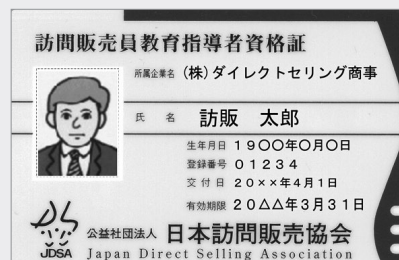 訪問販売員教育指導者資格証
所属企業名 (株)ダイレクトセリング商事
氏 名 訪販 太郎
生年月日 1900年0月0日
登録番号 01234
交付日 20××年4月1日
有効期限 20△△年3月31日
JDSA
公益社団法人 日本訪問販売協会
Japan Direct Selling Association